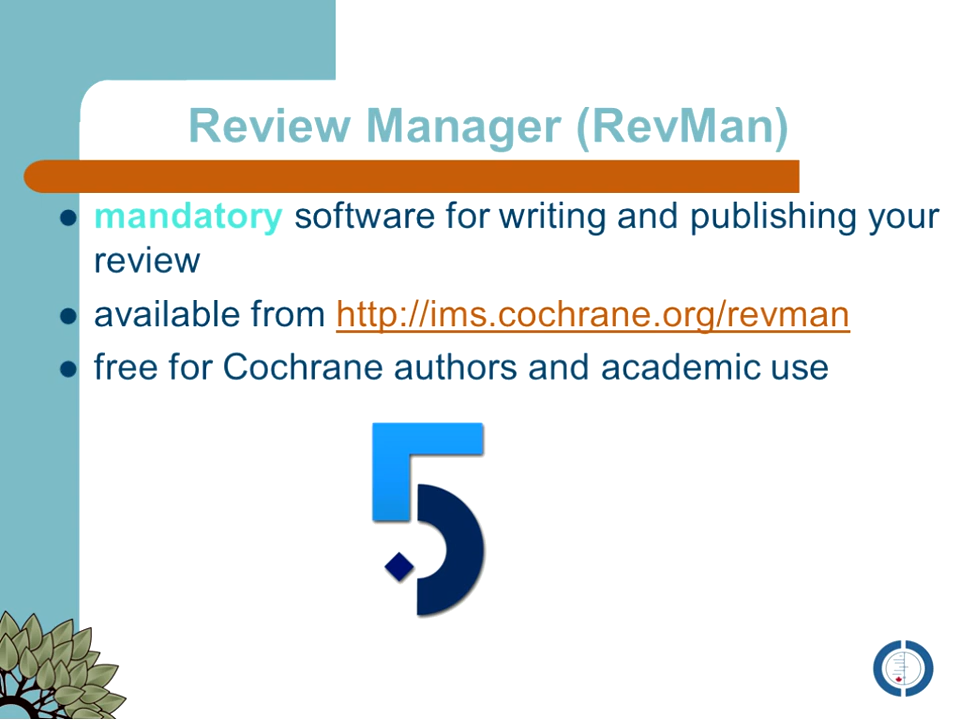 Review Manager (RevMan)
● mandatory software for writing and publishing your
review
● available from http://ims.cochrane.org/revman
● free for Cochrane authors and academic use
5